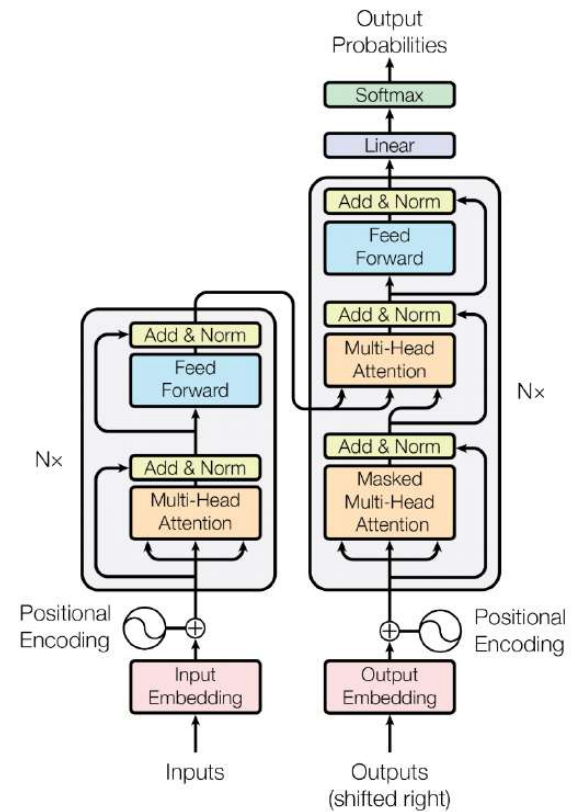 Output
Probabilities
Softmax
Linear
Add & Norm
Feed
Forward
Add & Norm
Multi-Head
Attention
Nx
Add & Norm
Masked
Multi-Head
Attention
Add & Norm
Feed
Forward
Nx
Add & Norm
Multi-Head
Attention
Positional
Encoding
Positional
Encoding
Input
Embedding
Output
Embedding
Inputs
Outputs
(shifted right)